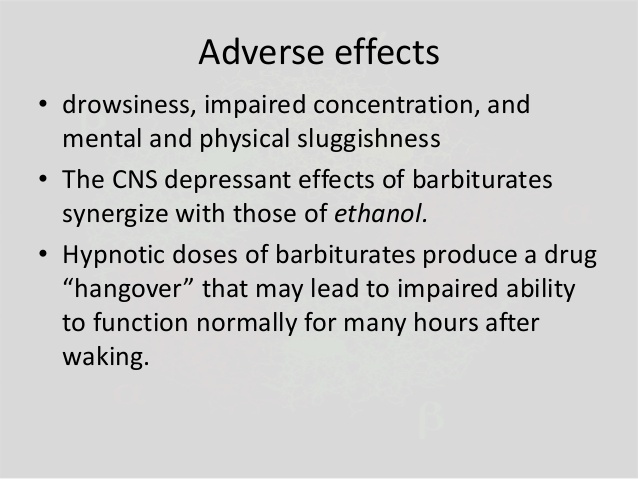 Adverse effects
• drowsiness, impaired concentration, and
mental and physical sluggishness
• The CNS depressant effects of barbiturates
synergize with those of ethanol.
• Hypnotic doses of barbiturates produce a drug
“hangover” that may lead to impaired ability
to function normally for many hours after
waking.
β